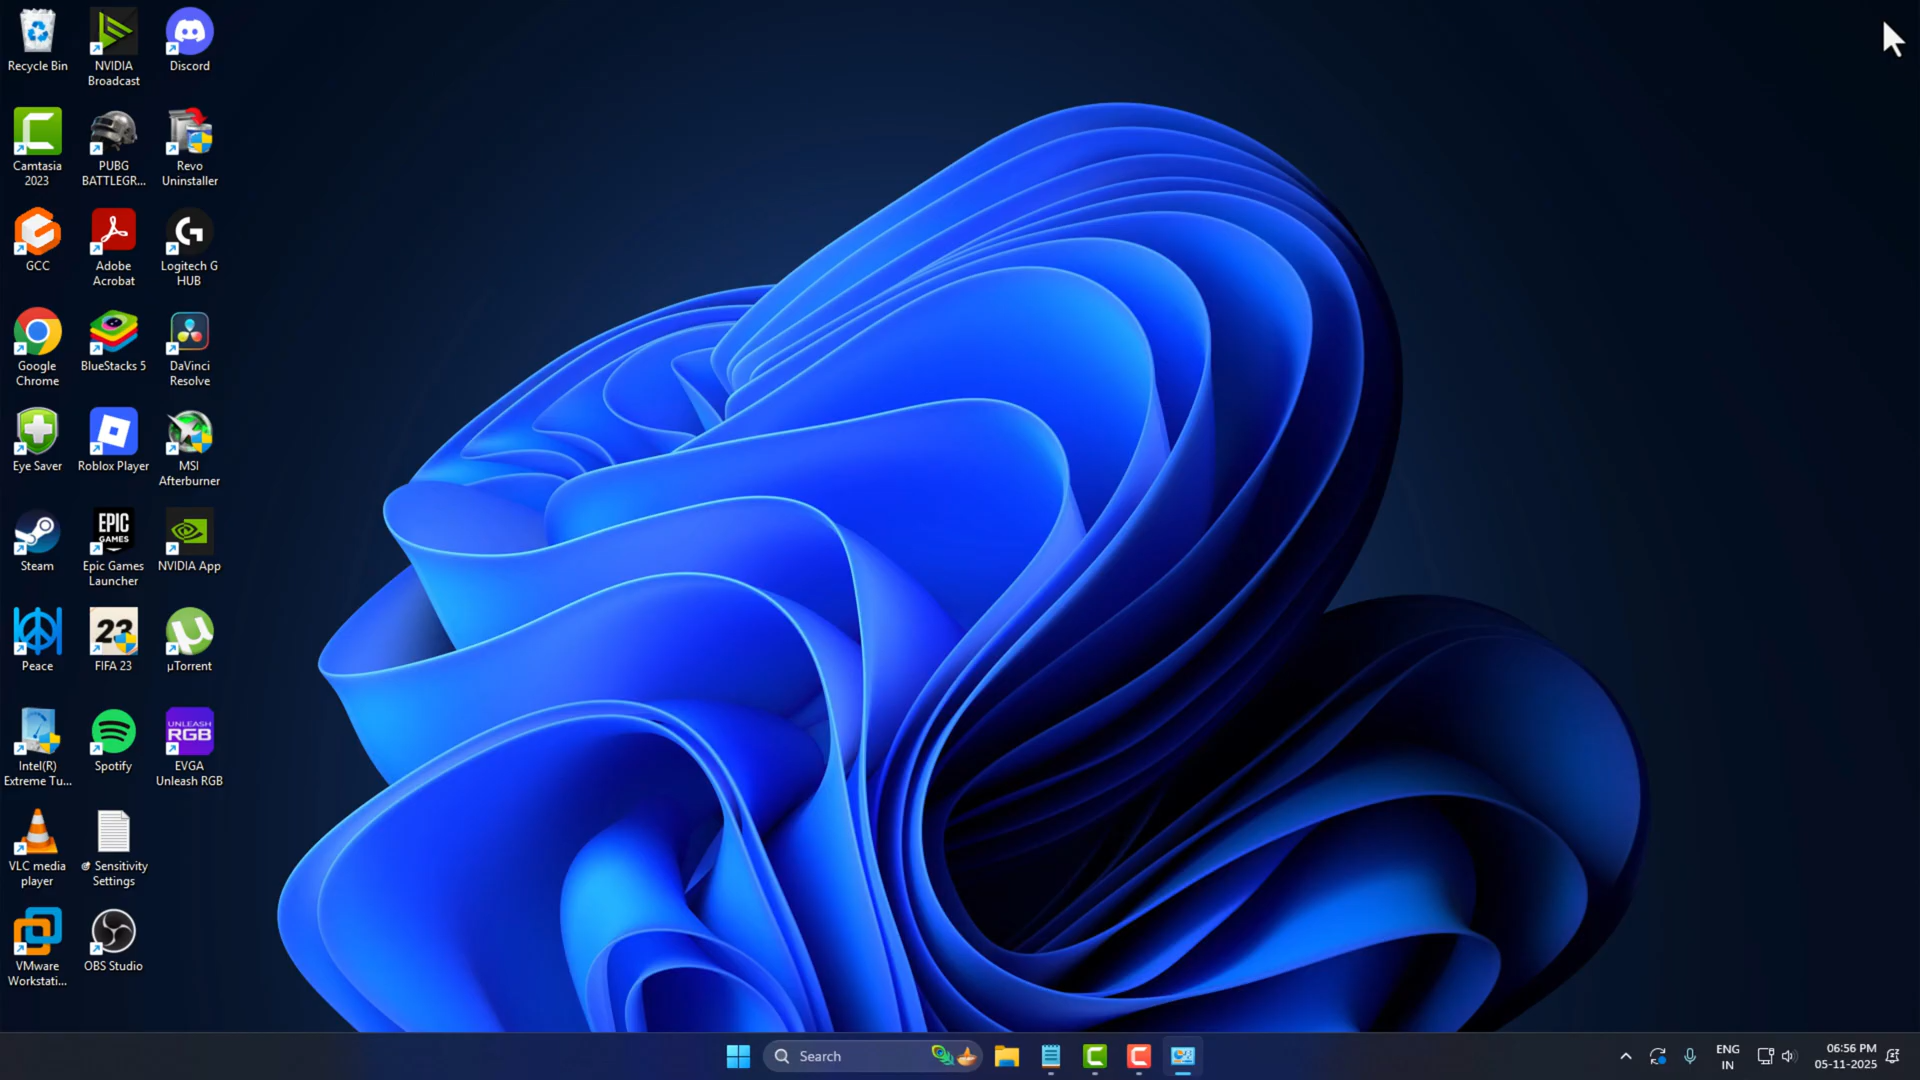 Recycle Bin
NVIDIA
Broadcast
Discord
Camtasia
2023
PUBG
BATTLEGR...
Revo
Uninstaller
GCC
Adobe
Acrobat
Logitech G
HUB
Google
Chrome
BlueStacks 5
DaVinci
Resolve
Eye Saver
Roblox Player
MSI
Afterburner
EPIC
GAMES
Steam
Epic Games
Launcher
NVIDIA App
23
Peace
FIFA 23
µTorrent
UNLEASH
RGB
Intel(R)
Extreme Tu...
Spotify
EVGA
Unleash RGB
VLC media
player
Sensitivity
Settings
VMware
Workstati...
OBS Studio
Search
ENG
IN
06:56 PM
05-11-2025